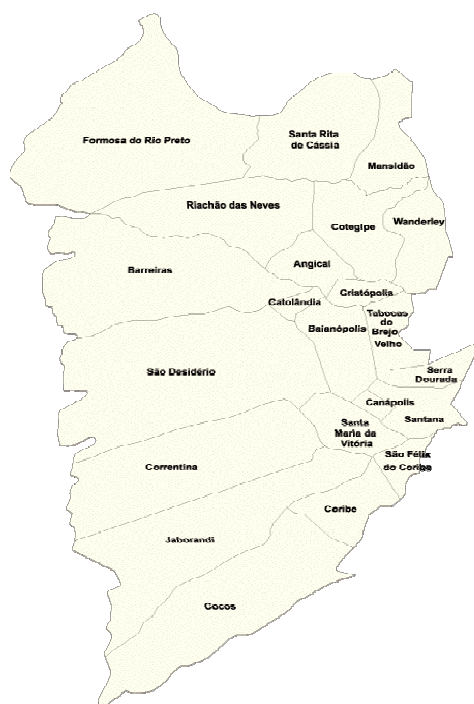 Formosa do Rio Preto
Santa Rita
de Cássia
Mansidão
Riachão das Neves
Cotegipe
Wanderley
Angical
Barreiras
Cristópolis
Catolândia
Tabocas
do
Brejo
Velho
Baianópolis
São Desidério
Serra
Dourada
Canápolis
Santana
Santa
Maria da
Vitória
São Félix
do Coribe
Correntina
Coribe
Jaborandi
Cocos